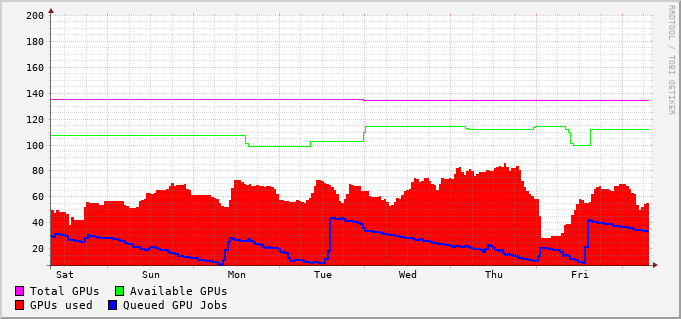 RRDTOOL / TOBI OETIKER
200
180
160
140
120
100
80
60
40
20
Sat Sun Mon Tue Wed Thu Fri
Total GPUs Available GPUs
GPUs used Queued GPU Jobs